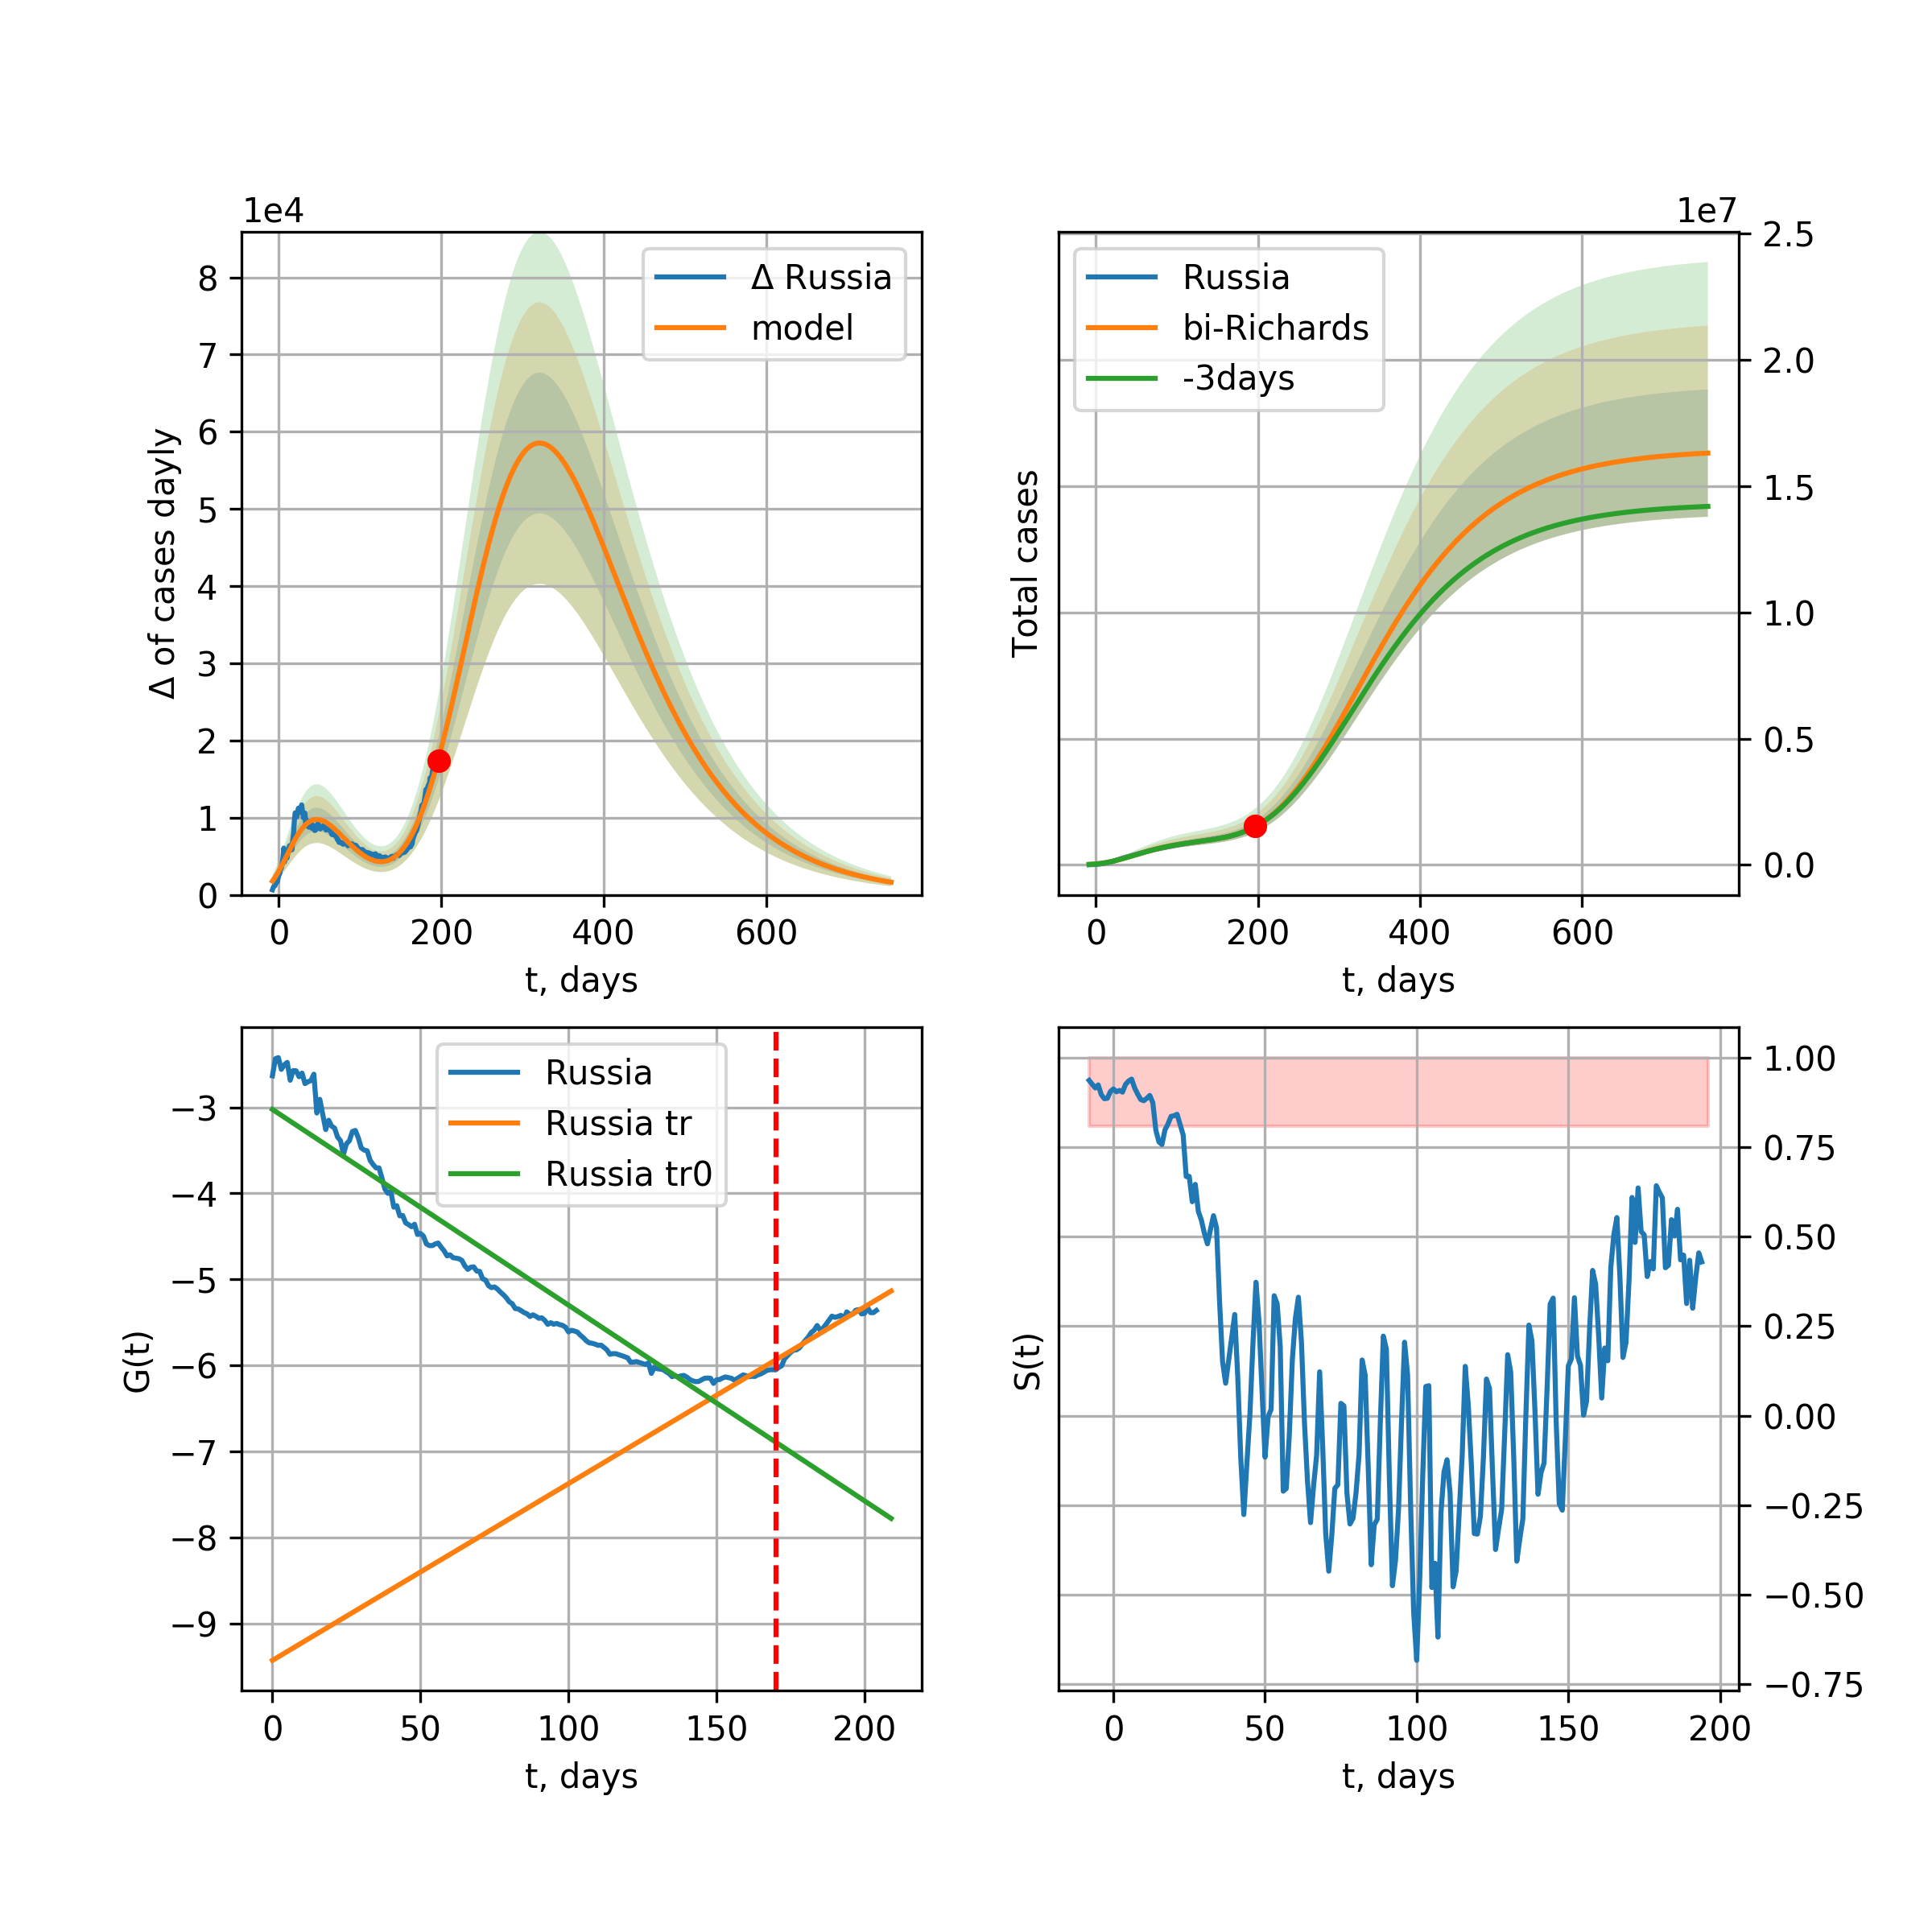 1e4
Δ of cases dayly
8
7
6
5
4
3
2
1
0
Δ Russia
model
0 200 400 600
t, days
1e7
Total cases
Russia
bi-Richards
-3days
2.5
2.0
1.5
1.0
0.5
0.0
0 200 400 600
t, days
G(t)
−3
−4
−5
−6
−7
−8
−9
Russia
Russia tr
Russia tr0
0 50 100 150 200
t, days
S(t)
1.00
0.75
0.50
0.25
0.00
−0.25
−0.50
−0.75
0 50 100 150 200
t, days